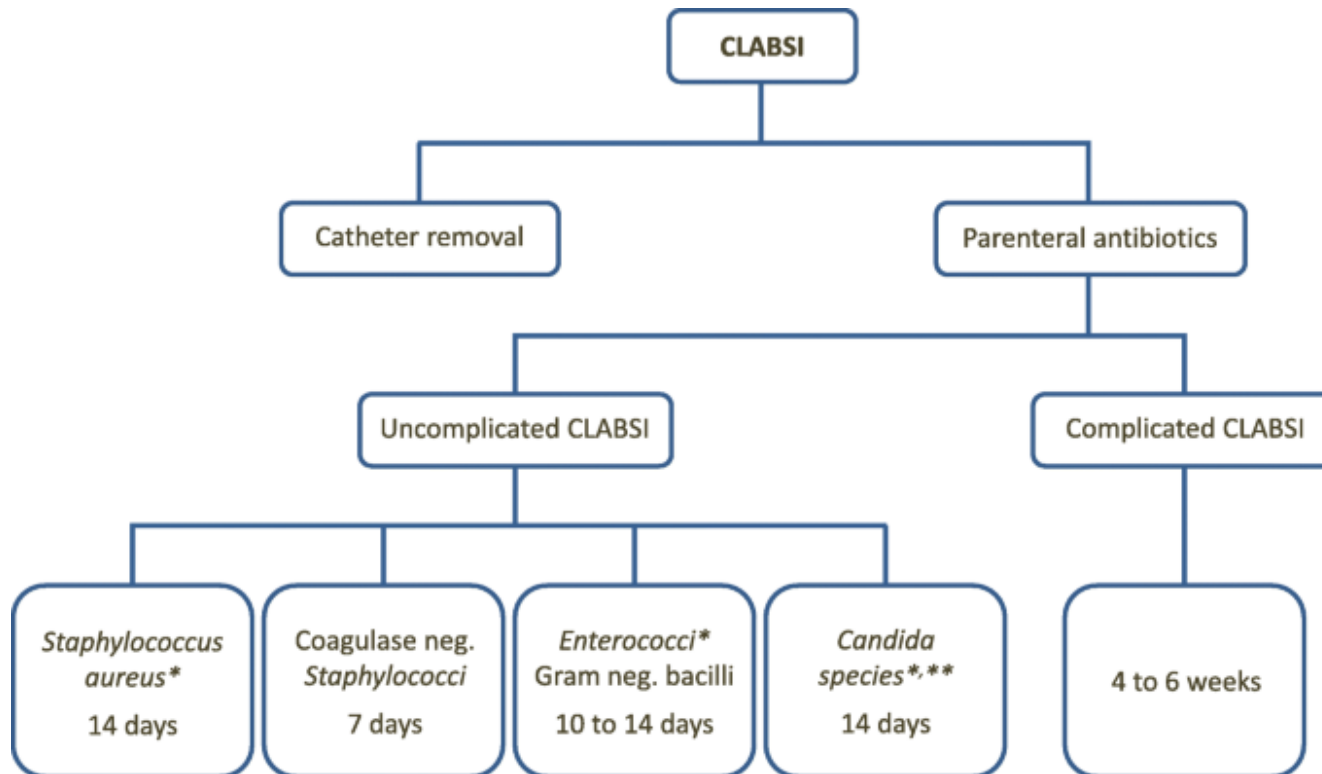 CLABSI
Catheter removal
Parenteral antibiotics
Uncomplicated CLABSI
Complicated CLABSI
Staphylococcus
aureus*
14 days
Coagulase neg.
Staphylococci
7 days
Enterococci*
Gram neg. bacilli
10 to 14 days
Candida
species*,**
14 days
4 to 6 weeks